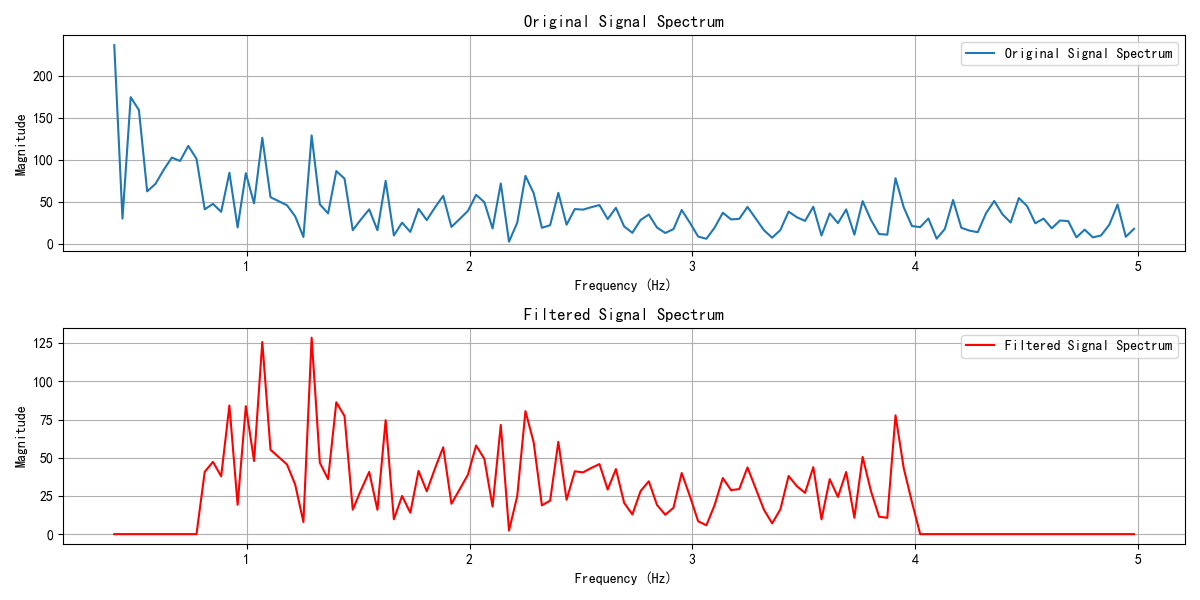 Original Signal Spectrum
Original Signal Spectrum
Magnitude
200
150
100
50
0
1
2
3
4
5
Frequency (Hz)
Filtered Signal Spectrum
Filtered Signal Spectrum
Magnitude
125
100
75
50
25
0
1
2
3
4
5
Frequency (Hz)